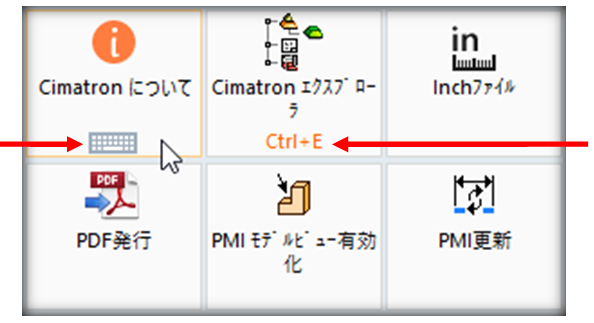 in
Cimatron について
Cimatron ｴｸｽﾌﾟﾛｰ
ﾗ
Inchﾌｧｲﾙ
Ctrl+E
PDF
PDF発行
PMI ﾓﾃﾞﾙﾋﾞｭｰ有効
化
PMI更新